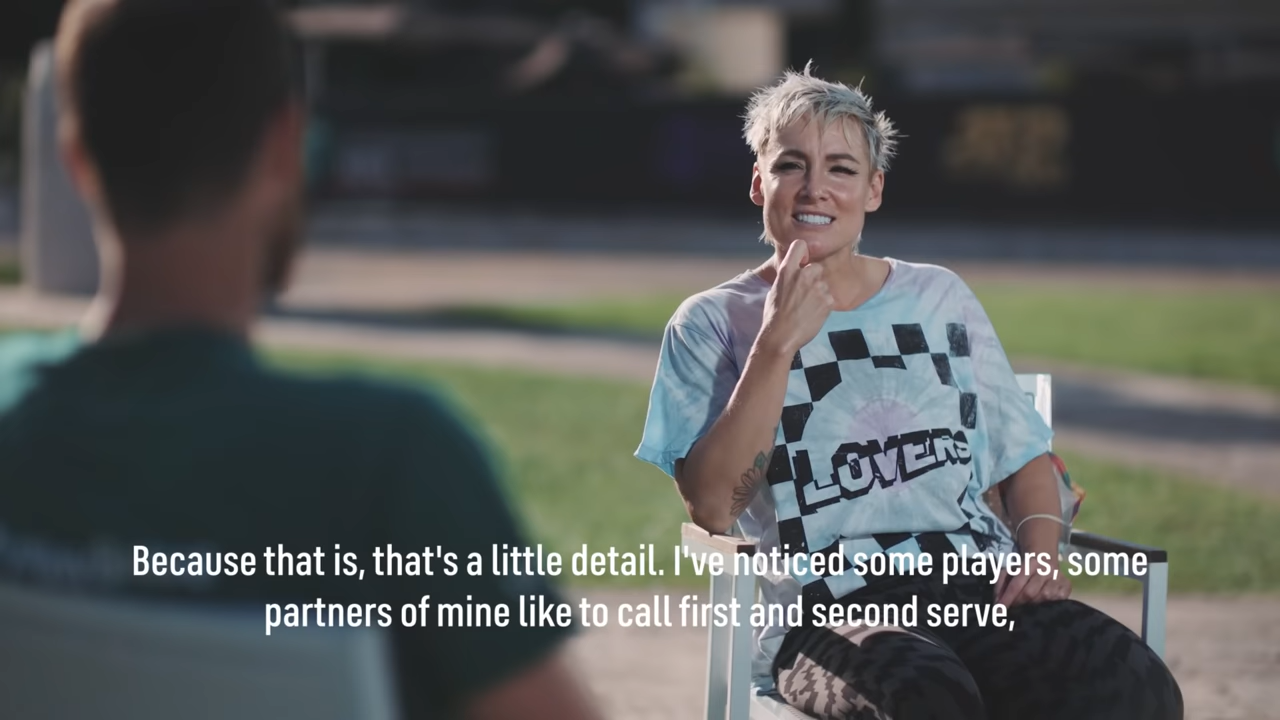 LOVERS
Because that is, that's a little detail. I've noticed some players, some
partners of mine like to call first and second serve,